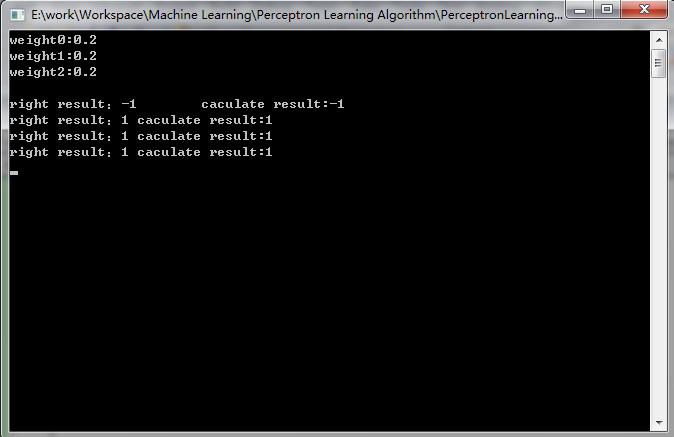 E:\work\Workspace\Machine Learning\Perceptron Learning Algorithm\PerceptronLearning...
weight0:0.2
weight1:0.2
weight2:0.2
right result：-1 caculate result:-1
right result：1 caculate result:1
right result：1 caculate result:1
right result：1 caculate result:1